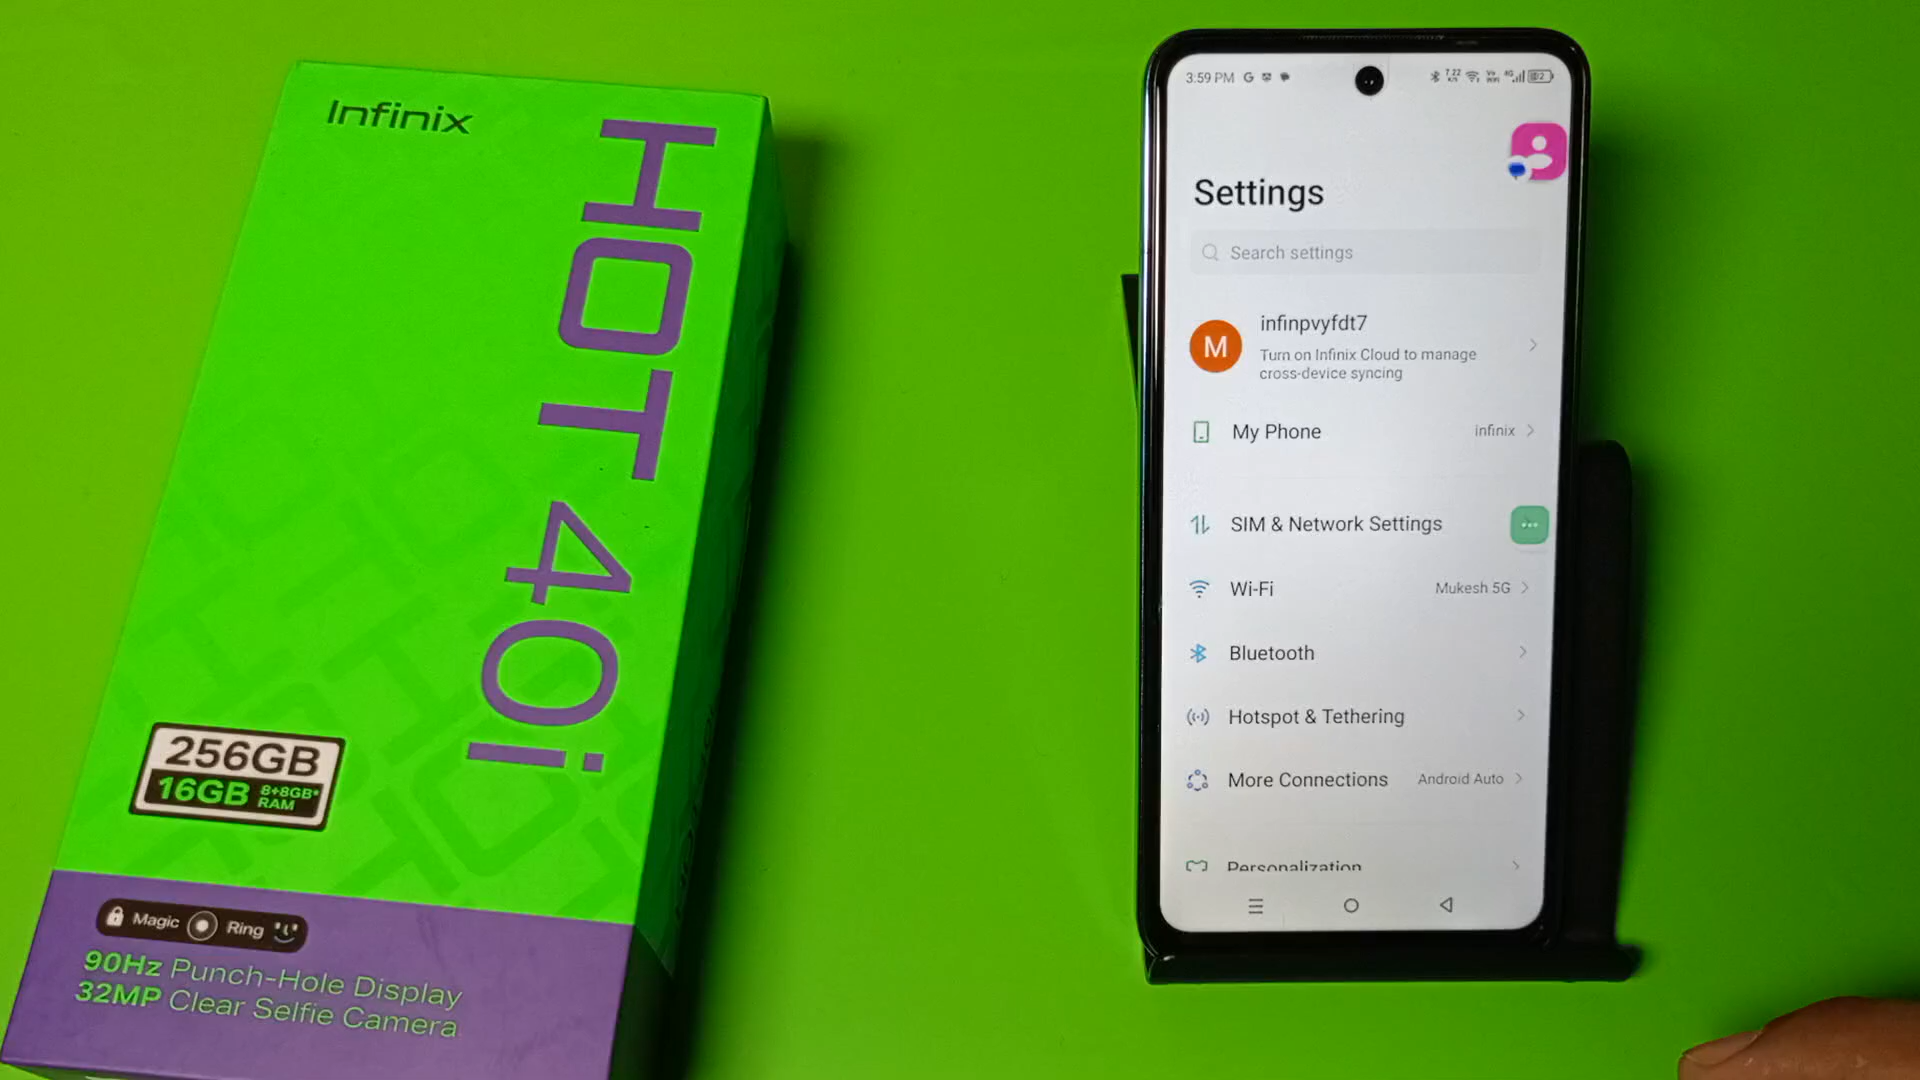 Infinix
HOT 40i
256GB
16GB 8+8GB*
RAM
Magic Ring
90Hz Punch-Hole Display
32MP Clear Selfie Camera
3:59 PM G
Settings
Search settings
infinpvyfdt7
M
Turn on Infinix Cloud to manage
cross-device syncing
My Phone infinix
SIM & Network Settings
Wi-Fi Mukesh 5G
Bluetooth
Hotspot & Tethering
More Connections Android Auto
Personalization